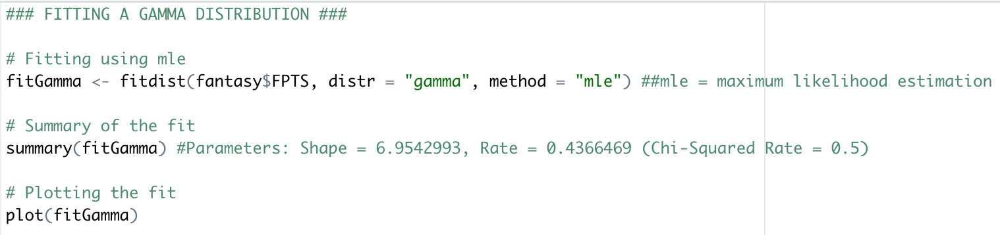 ### FITTING A GAMMA DISTRIBUTION ###
# Fitting using mle
fitGamma <- fitdist(fantasy$FPTS, distr = "gamma", method = "mle") ##mle = maximum likelihood estimation
# Summary of the fit
summary(fitGamma) #Parameters: Shape = 6.9542993, Rate = 0.4366469 (Chi-Squared Rate = 0.5)
# Plotting the fit
plot(fitGamma)